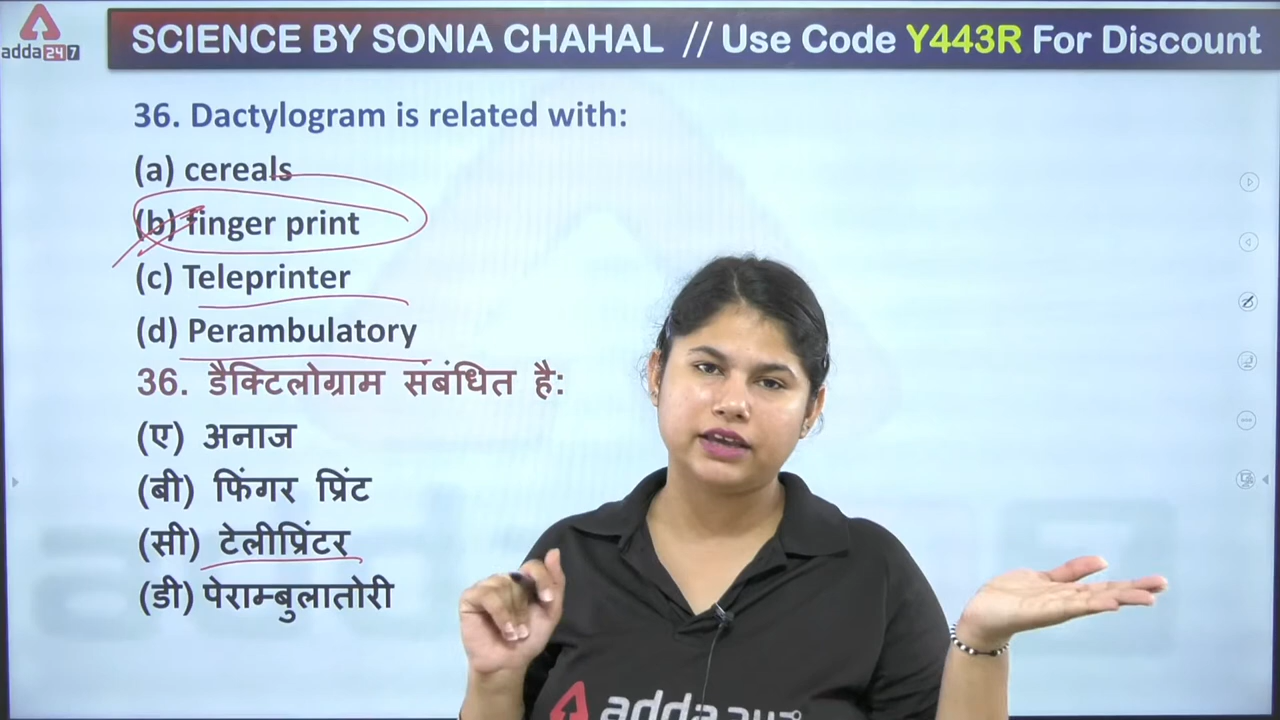 adda247
SCIENCE BY SONIA CHAHAL // Use Code Y443R For Discount
36. Dactylogram is related with:
(a) cereals
(b) finger print
(c) Teleprinter
(d) Perambulatory
36. डैक्टिलोग्राम संबंधित है:
(ए) अनाज
(बी) फिंगर प्रिंट
(सी) टेलीप्रिंटर
(डी) पेराम्बुलातोरी
adda247